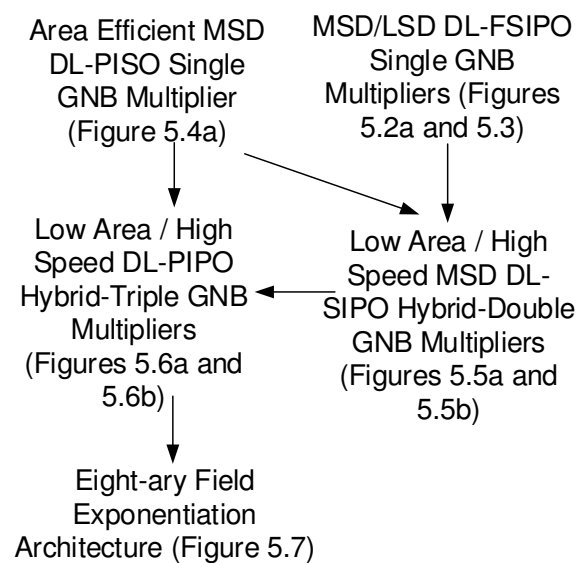 Area Efficient MSD
DL-PISO Single
GNB Multiplier
(Figure 5.4a)
MSD/LSD DL-FSIPO
Single GNB
Multipliers (Figures
5.2a and 5.3)
Low Area / High
Speed DL-PIPO
Hybrid-Triple GNB
Multipliers
(Figures 5.6a and
5.6b)
Low Area / High
Speed MSD DL-
SIPO Hybrid-Double
GNB Multipliers
(Figures 5.5a and
5.5b)
Eight-ary Field
Exponentiation
Architecture (Figure 5.7)